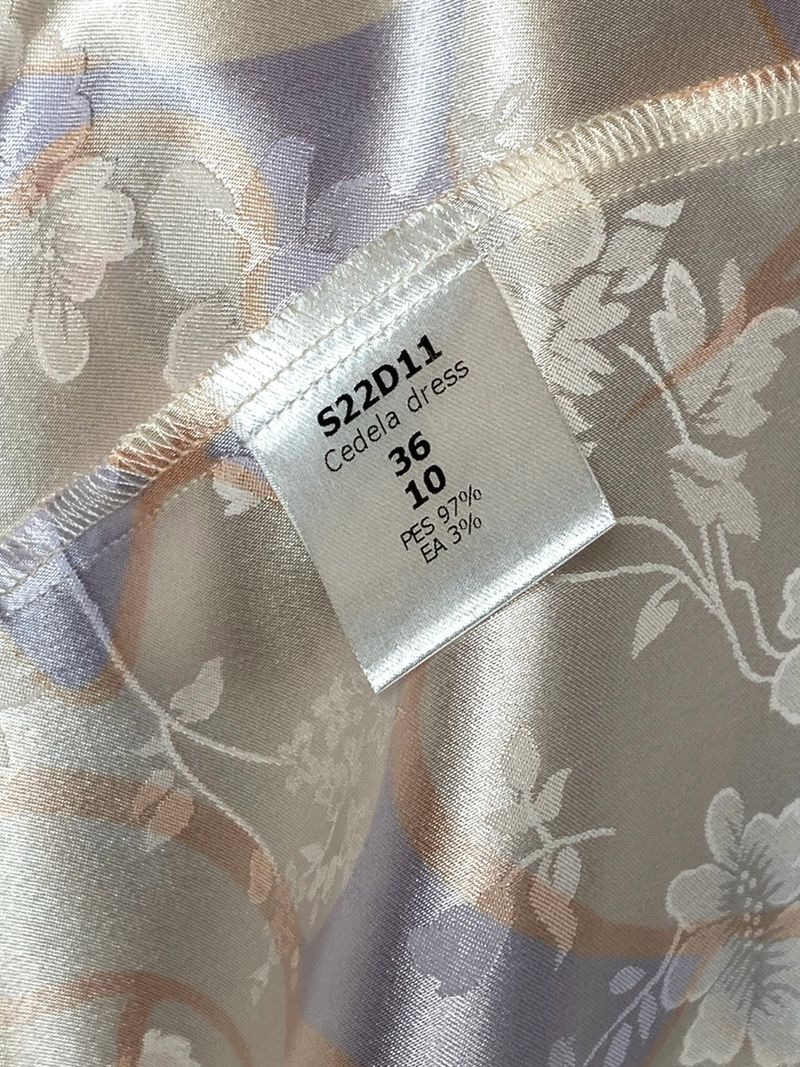 S22D11
Cedela dress
36
10
PES 97%
EA 3%